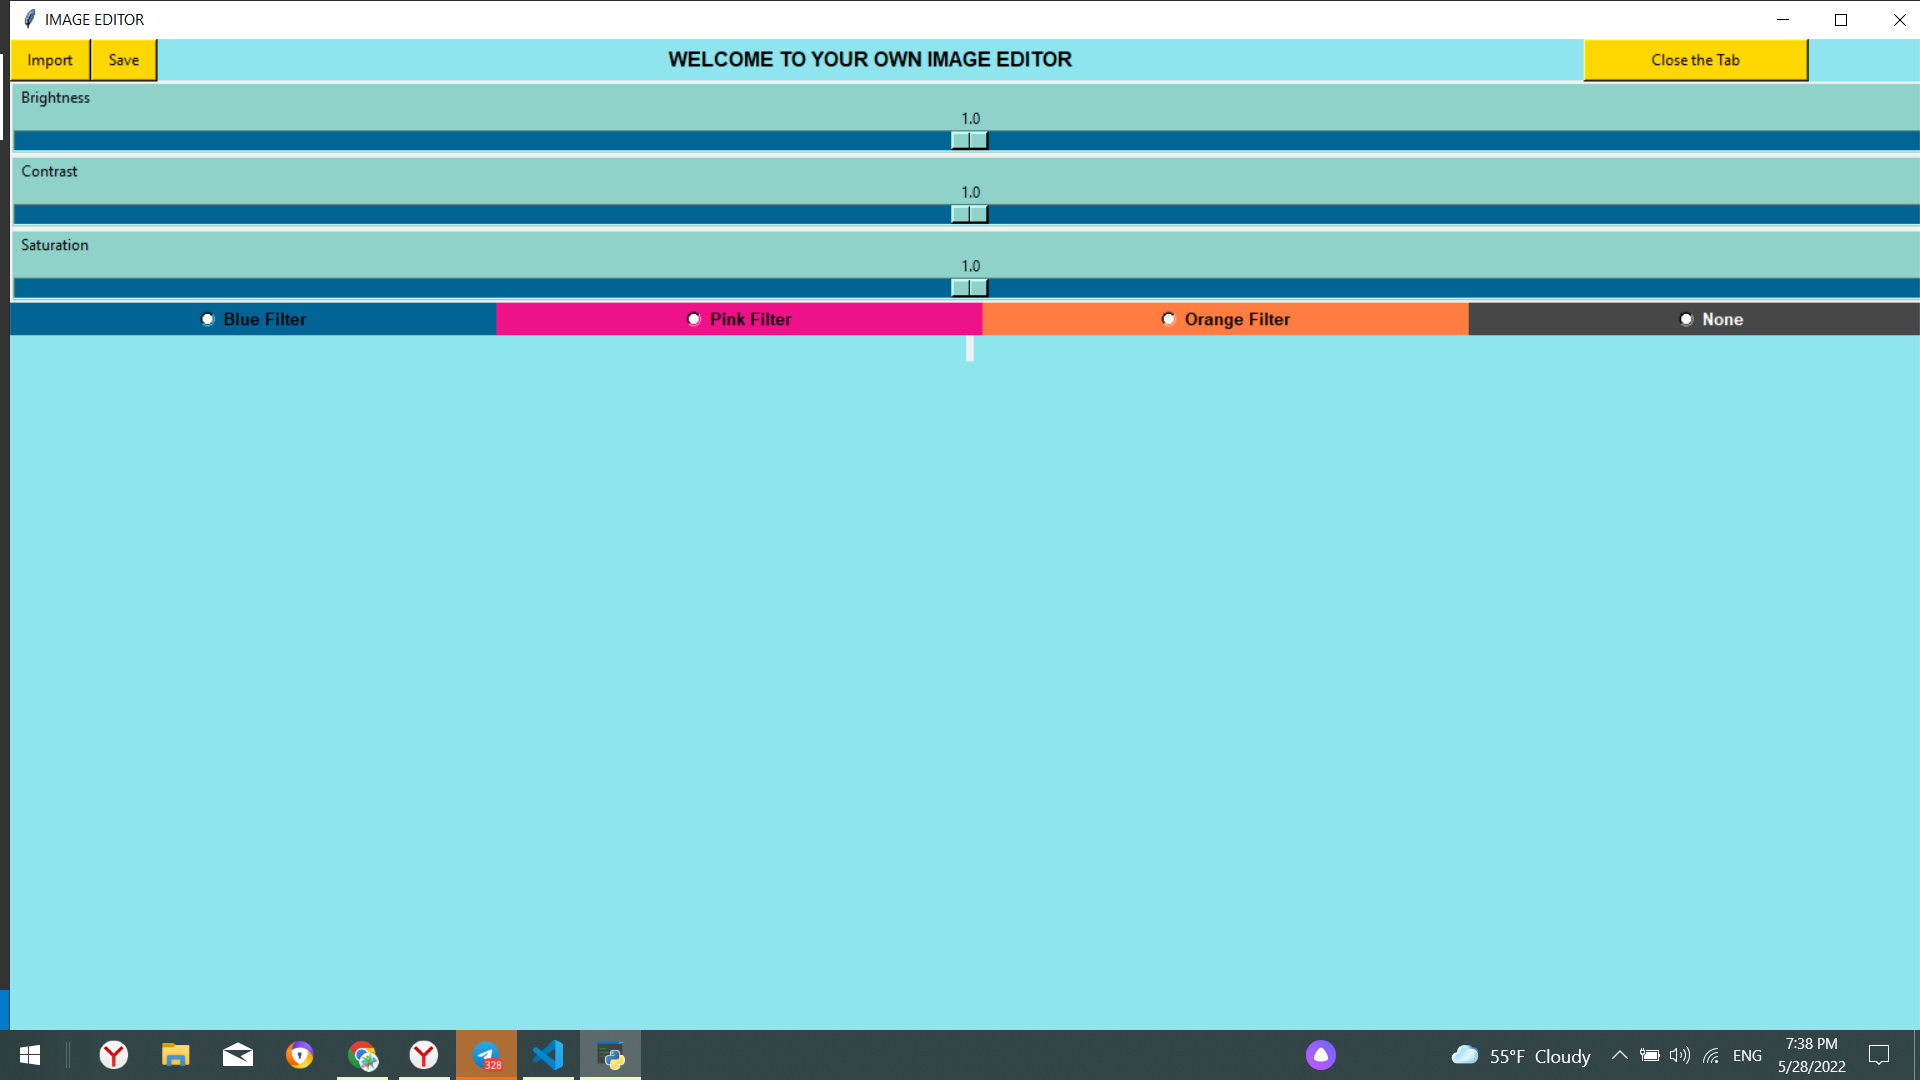 IMAGE EDITOR
Import Save WELCOME TO YOUR OWN IMAGE EDITOR Close the Tab
Brightness
1.0
Contrast
1.0
Saturation
1.0
Blue Filter Pink Filter Orange Filter None
328 55°F Cloudy ENG 7:38 PM
5/28/2022